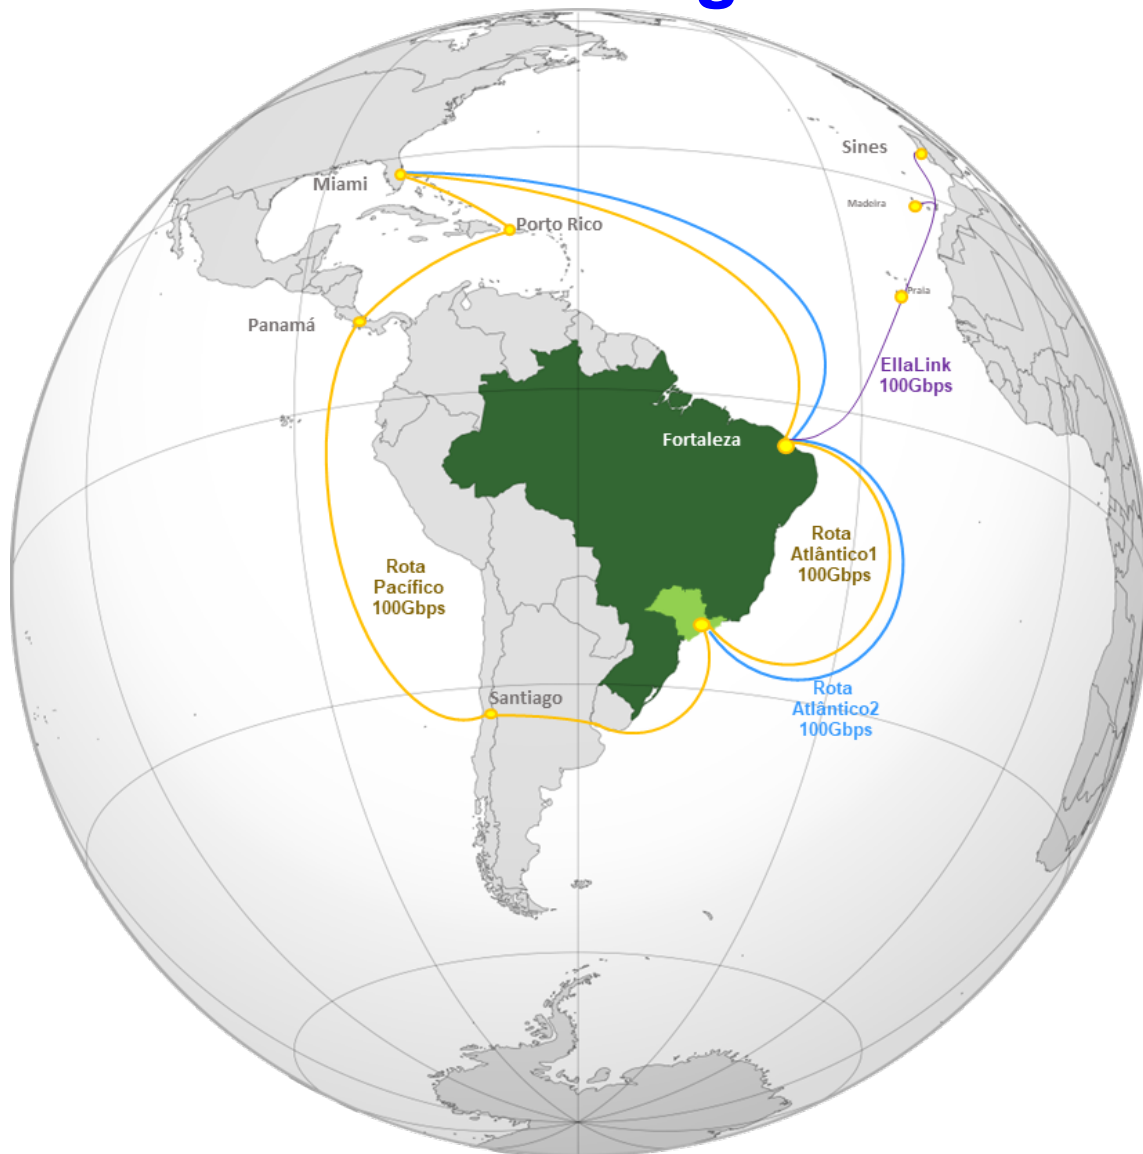 g
Sines
Miami
Madeira
Porto Rico
Praia
Panamá
EllaLink
100Gbps
Fortaleza
Rota
Atlântico1
100Gbps
Rota
Pacífico
100Gbps
Santiago
Rota
Atlântico2
100Gbps